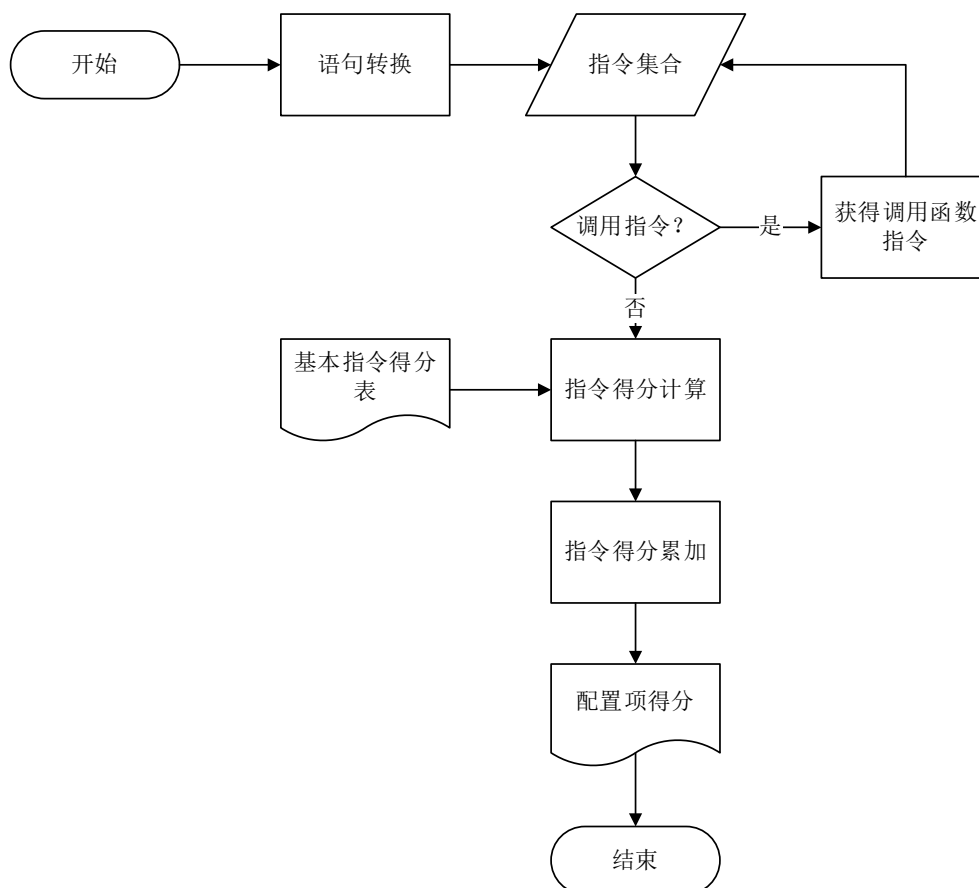 开始
语句转换
指令集合
调用指令？
是
获得调用函数
指令
否
基本指令得分
表
指令得分计算
指令得分累加
配置项得分
结束